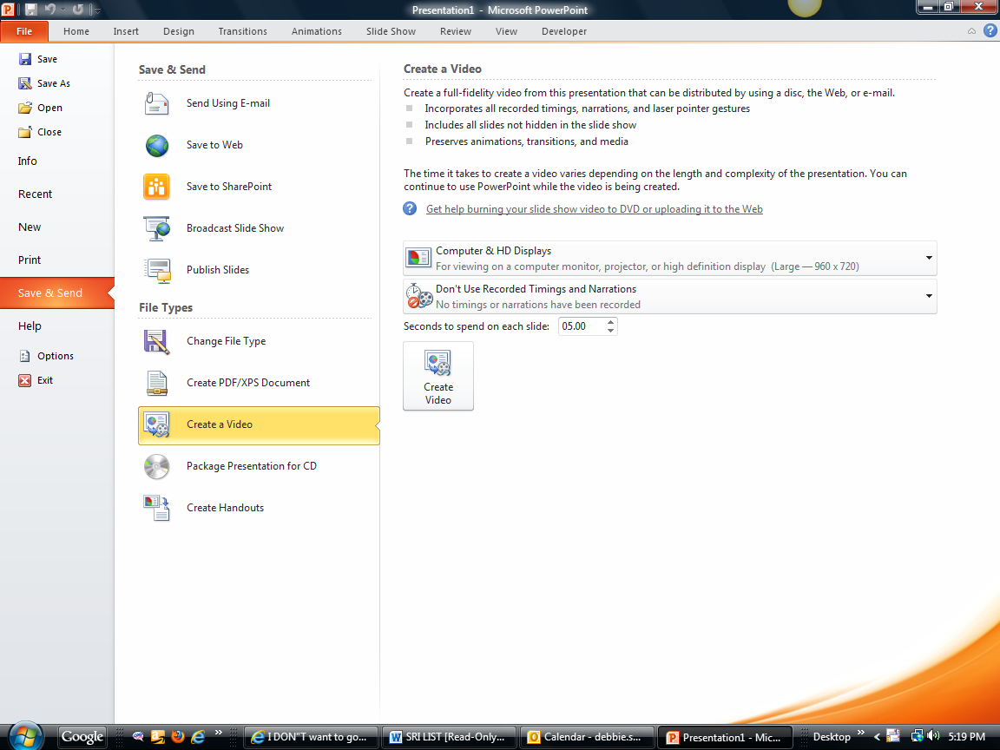 Presentation1 - Microsoft PowerPoint
File Home Insert Design Transitions Animations Slide Show Review View Developer
Save
Save As
Open
Close
Info
Recent
New
Print
Save & Send
Help
Options
Exit
Save & Send
Send Using E-mail
Save to Web
Save to SharePoint
Broadcast Slide Show
Publish Slides
File Types
Change File Type
Create PDF/XPS Document
Create a Video
Package Presentation for CD
Create Handouts
Create a Video
Create a full-fidelity video from this presentation that can be distributed by using a disc, the Web, or e-mail.
Incorporates all recorded timings, narrations, and laser pointer gestures
Includes all slides not hidden in the slide show
Preserves animations, transitions, and media
The time it takes to create a video varies depending on the length and complexity of the presentation. You can
continue to use PowerPoint while the video is being created.
Get help burning your slide show video to DVD or uploading it to the Web
Computer & HD Displays
For viewing on a computer monitor, projector, or high definition display (Large — 960 x 720)
Don't Use Recorded Timings and Narrations
No timings or narrations have been recorded
Seconds to spend on each slide: 05.00
Create
Video
Google I DON"T want to go... SRI LIST [Read-Only... Calendar - debbie.s... Presentation1 - Mic... Desktop 5:19 PM